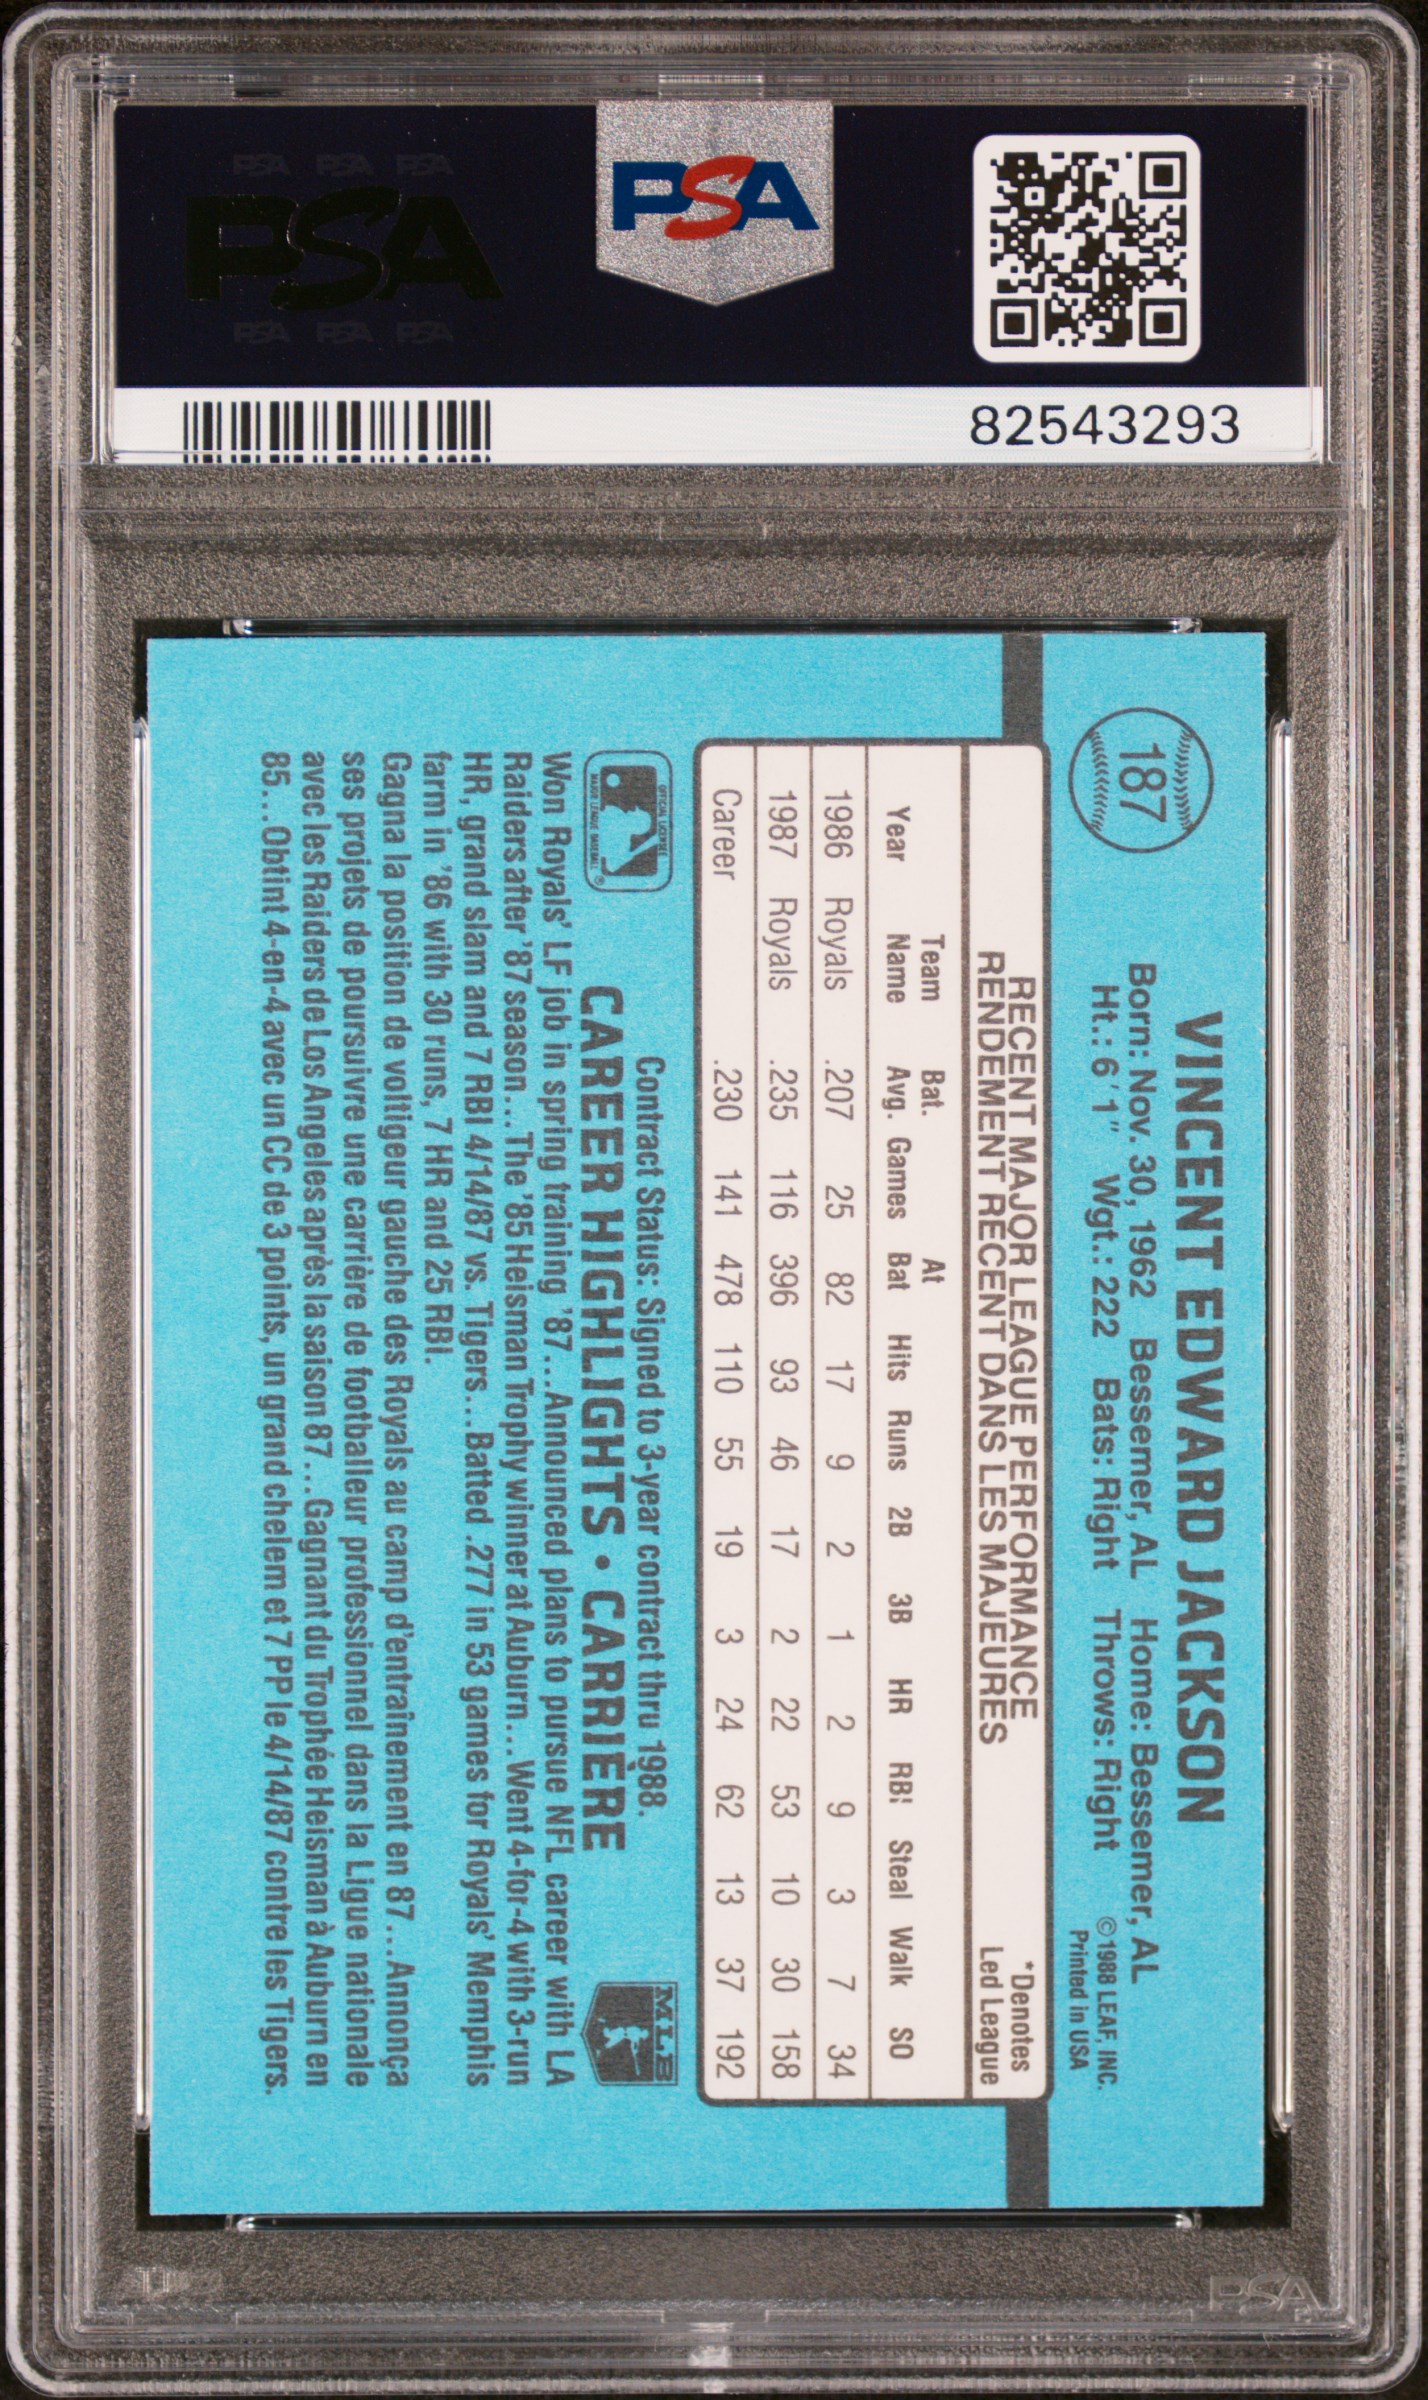 PSA PSA PSA
PSA
PSA PSA PSA
PSA
82543293
187
VINCENT EDWARD JACKSON
Born: Nov. 30, 1962 Bessemer, AL Home: Bessemer, AL
Ht.: 6'1" Wgt.: 222 Bats: Right Throws: Right
© 1988 LEAF, INC.
Printed in USA
RECENT MAJOR LEAGUE PERFORMANCE
RENDEMENT RECENT DANS LES MAJEURES
*Denotes
Led League
Year Team Name Bat. Avg. Games At Bat Hits Runs 2B 3B HR RBI Steal Walk SO
1986 Royals .207 25 82 17 9 2 1 2 9 3 7 34
1987 Royals .235 116 396 93 46 17 2 22 53 10 30 158
Career .230 141 478 110 55 19 3 24 62 13 37 192
OFFICIAL LICENSEE
MAJOR LEAGUE BASEBALL ®
Contract Status: Signed to 3-year contract thru 1988.
CAREER HIGHLIGHTS • CARRIÈRE
MLB
Won Royals' LF job in spring training '87...Announced plans to pursue NFL career with LA
Raiders after '87 season...The '85 Heisman Trophy winner at Auburn...Went 4-for-4 with 3-run
HR, grand slam and 7 RBI 4/14/87 vs. Tigers...Batted .277 in 53 games for Royals' Memphis
farm in '86 with 30 runs, 7 HR and 25 RBI.
Gagna la position de voltigeur gauche des Royals au camp d'entraînement en 87...Annonça
ses projets de poursuivre une carrière de footballeur professionnel dans la Ligue nationale
avec les Raiders de Los Angeles après la saison 87...Gagnant du Trophée Heisman à Auburn en
85...Obtint 4-en-4 avec un CC de 3 points, un grand chelem et 7 PP le 4/14/87 contre les Tigers.
PSA